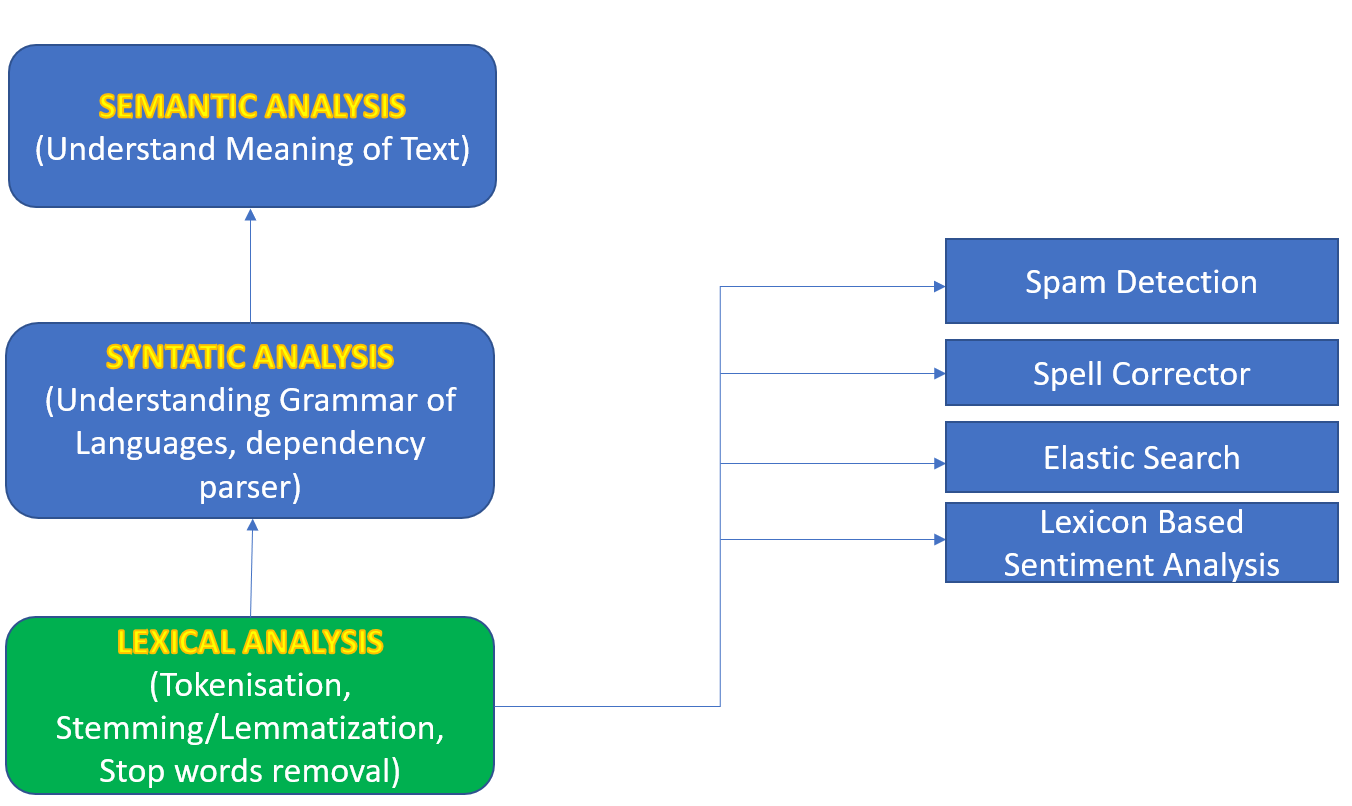 SEMANTIC ANALYSIS
(Understand Meaning of Text)
SYNTATIC ANALYSIS
(Understanding Grammar of
Languages, dependency
parser)
LEXICAL ANALYSIS
(Tokenisation,
Stemming/Lemmatization,
Stop words removal)
Spam Detection
Spell Corrector
Elastic Search
Lexicon Based
Sentiment Analysis